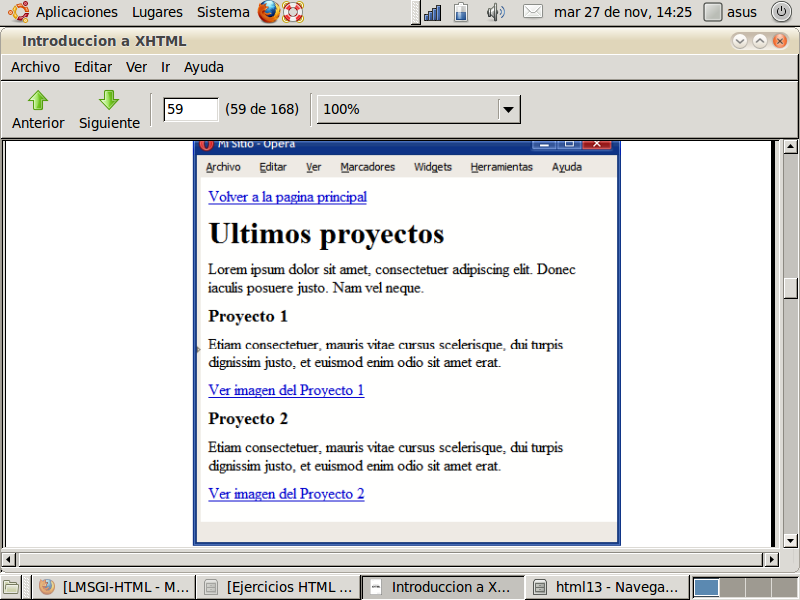 Aplicaciones Lugares Sistema mar 27 de nov, 14:25 asus
Introduccion a XHTML
Archivo Editar Ver Ir Ayuda
Anterior Siguiente 59 (59 de 168) 100%
Mi Sitio - Opera
Archivo Editar Ver Marcadores Widgets Herramientas Ayuda
Volver a la pagina principal
Ultimos proyectos
Lorem ipsum dolor sit amet, consectetuer adipiscing elit. Donec
iaculis posuere justo. Nam vel neque.
Proyecto 1
Etiam consectetuer, mauris vitae cursus scelerisque, dui turpis
dignissim justo, et euismod enim odio sit amet erat.
Ver imagen del Proyecto 1
Proyecto 2
Etiam consectetuer, mauris vitae cursus scelerisque, dui turpis
dignissim justo, et euismod enim odio sit amet erat.
Ver imagen del Proyecto 2
[LMSGI-HTML - M... [Ejercicios HTML ... Introduccion a X... html13 - Navega...